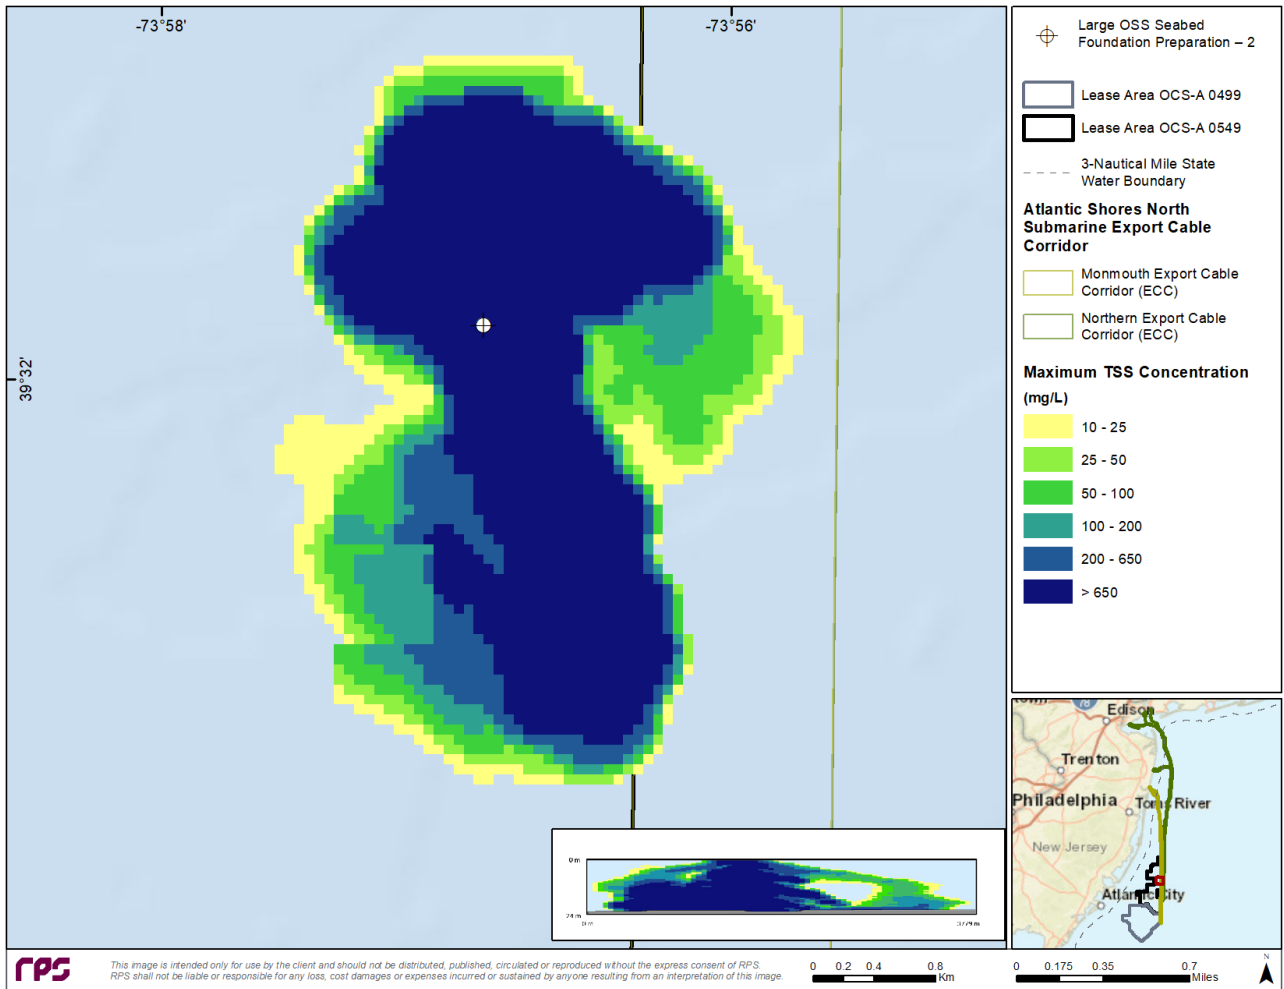 -73°58'
-73°56'
39°32'
Large OSS Seabed
Foundation Preparation – 2
Lease Area OCS-A 0499
Lease Area OCS-A 0549
3-Nautical Mile State
Water Boundary
Atlantic Shores North
Submarine Export Cable
Corridor
Monmouth Export Cable
Corridor (ECC)
Northern Export Cable
Corridor (ECC)
Maximum TSS Concentration
(mg/L)
10 - 25
25 - 50
50 - 100
100 - 200
200 - 650
> 650
0 m
24 m
0 m
3779 m
78
Edison
Trenton
Philadelphia
Toms River
New Jersey
Atlantic City
rps
This image is intended only for use by the client and should not be distributed, published, circulated or reproduced without the express consent of RPS.
RPS shall not be liable or responsible for any loss, cost damages or expenses incurred or sustained by anyone resulting from an interpretation of this image.
0 0.2 0.4 0.8
Km
0 0.175 0.35 0.7
Miles
N